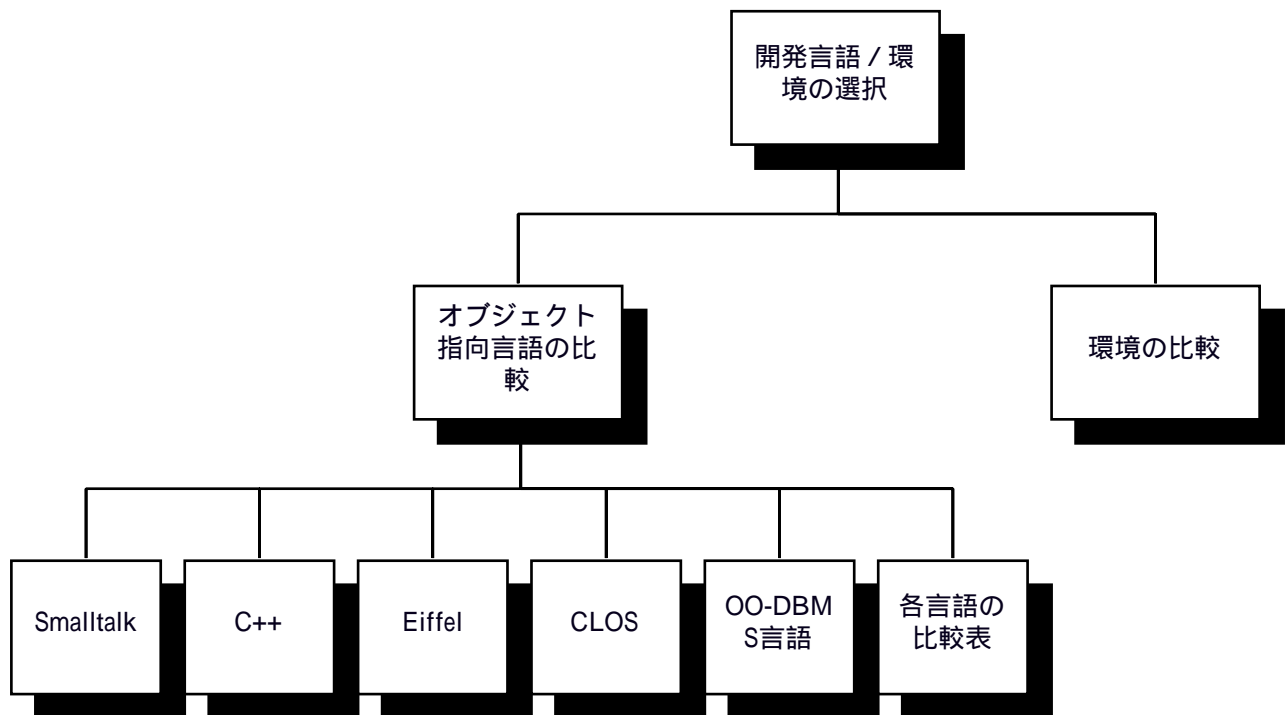 開発言語 / 環
境の選択
オブジェクト
指向言語の比
較
環境の比較
Smalltalk
C++
Eiffel
CLOS
OO-DBM
S言語
各言語の
比較表